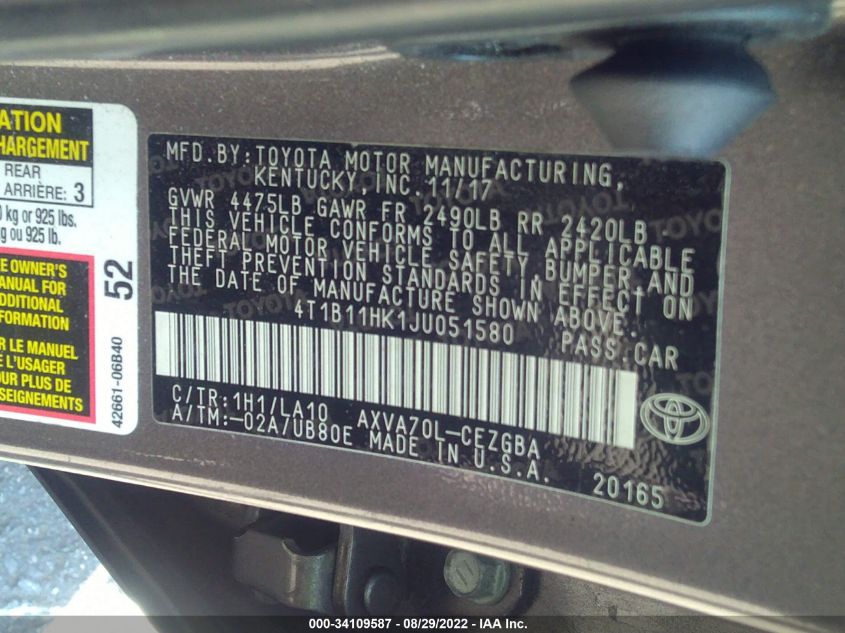 ATION
HARGEMENT
REAR
ARRIÈRE: 3
kg or 925 lbs.
g ou 925 lb.
E OWNER'S
MANUAL FOR
DDITIONAL
FORMATION
R LE MANUEL
E L'USAGER
OUR PLUS DE
SEIGNEMENTS
52
42661-06B40
MFD.BY:TOYOTA MOTOR MANUFACTURING,
KENTUCKY,INC.11/17
GVWR 4475LB GAWR FR 2490LB RR 2420LB
THIS VEHICLE CONFORMS TO ALL APPLICABLE
FEDERAL MOTOR VEHICLE SAFETY,BUMPER,AND
THEFT PREVENTION STANDARDS IN EFFECT ON
THE DATE OF MANUFACTURE SHOWN ABOVE.
4T1B11HK1JU051580 PASS.CAR
C/TR:1H1/LA10 AXVA70L-CEZGBA
A/TM:-02A/UB80E MADE IN U.S.A.
20165
000-34109587 - 08/29/2022 - IAA Inc.